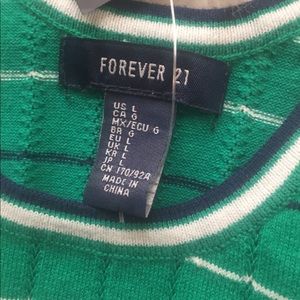 FOREVER 21
US L
CA G
MX/ECU G
BR G
EU L
UK L
KR L
JP L
CN 170/92A
MADE IN
CHINA